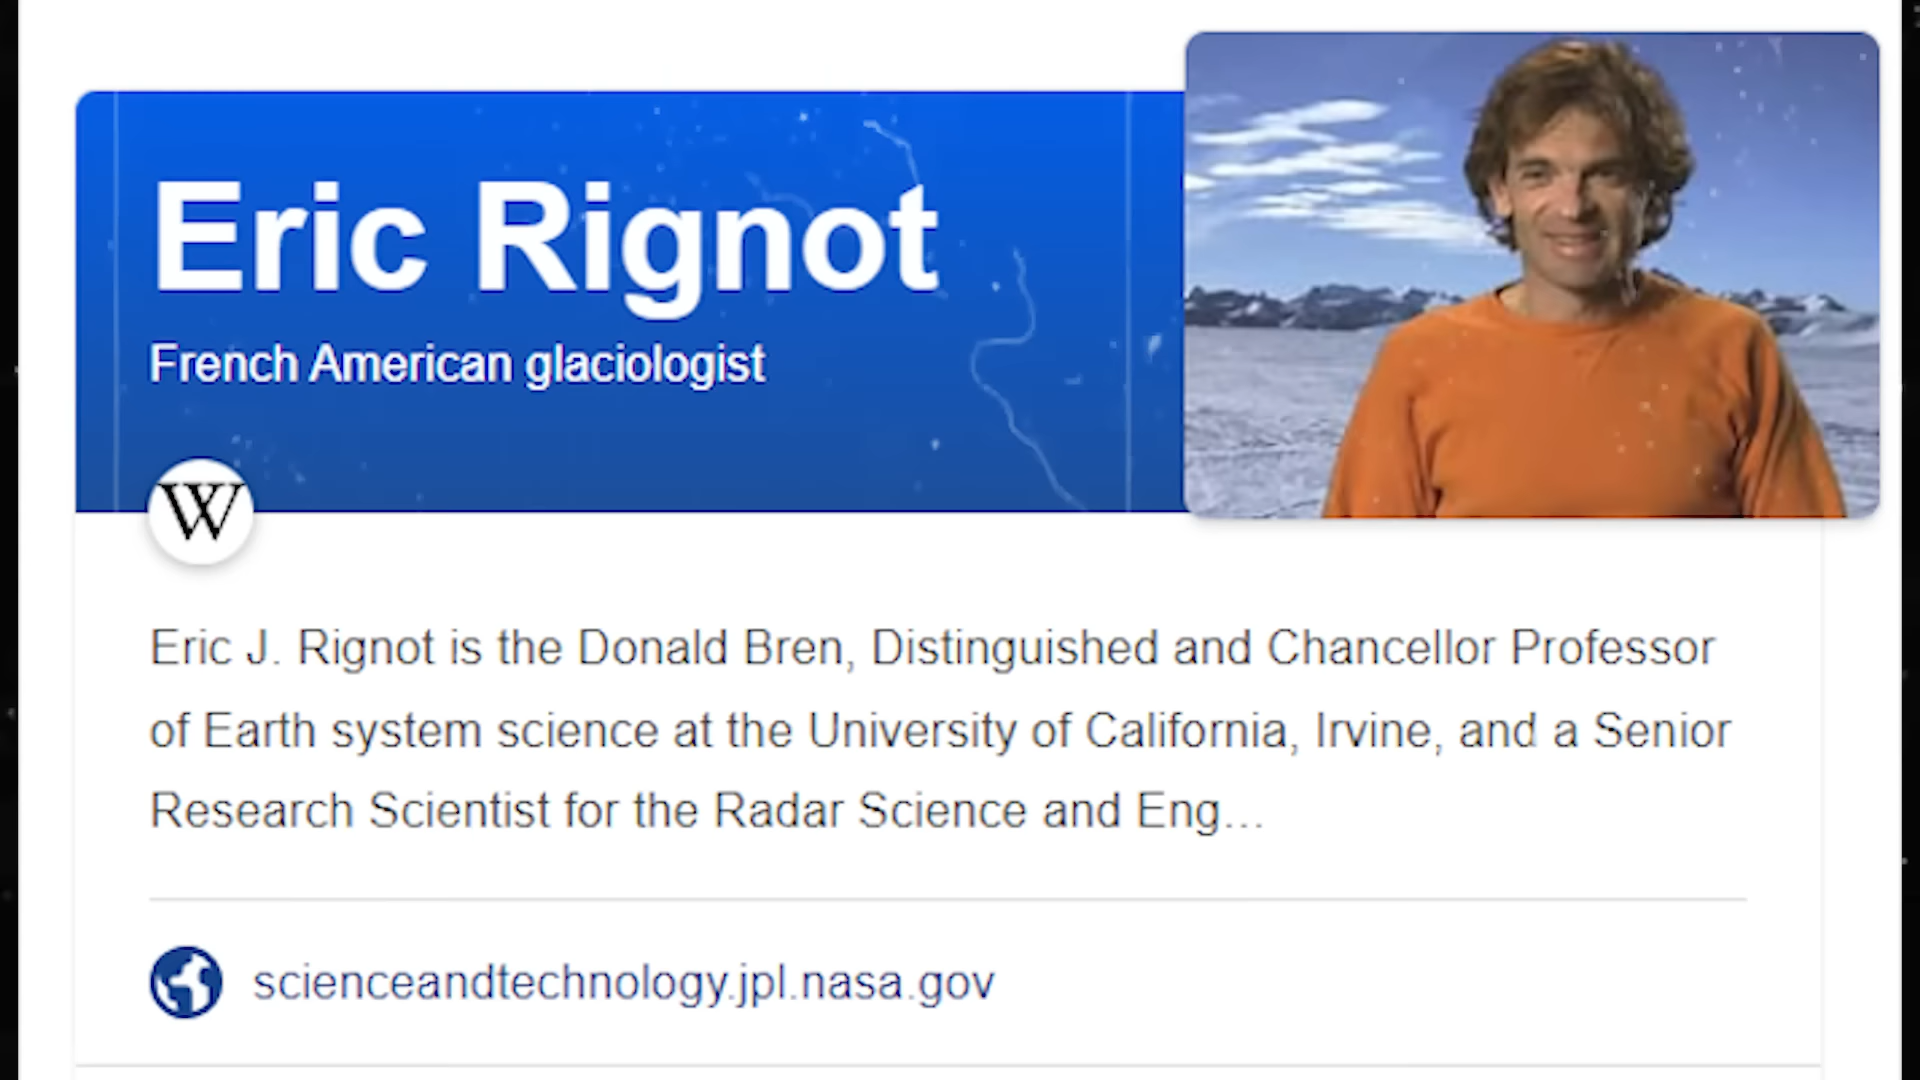 Eric Rignot
French American glaciologist
W
Eric J. Rignot is the Donald Bren, Distinguished and Chancellor Professor
of Earth system science at the University of California, Irvine, and a Senior
Research Scientist for the Radar Science and Eng...
scienceandtechnology.jpl.nasa.gov